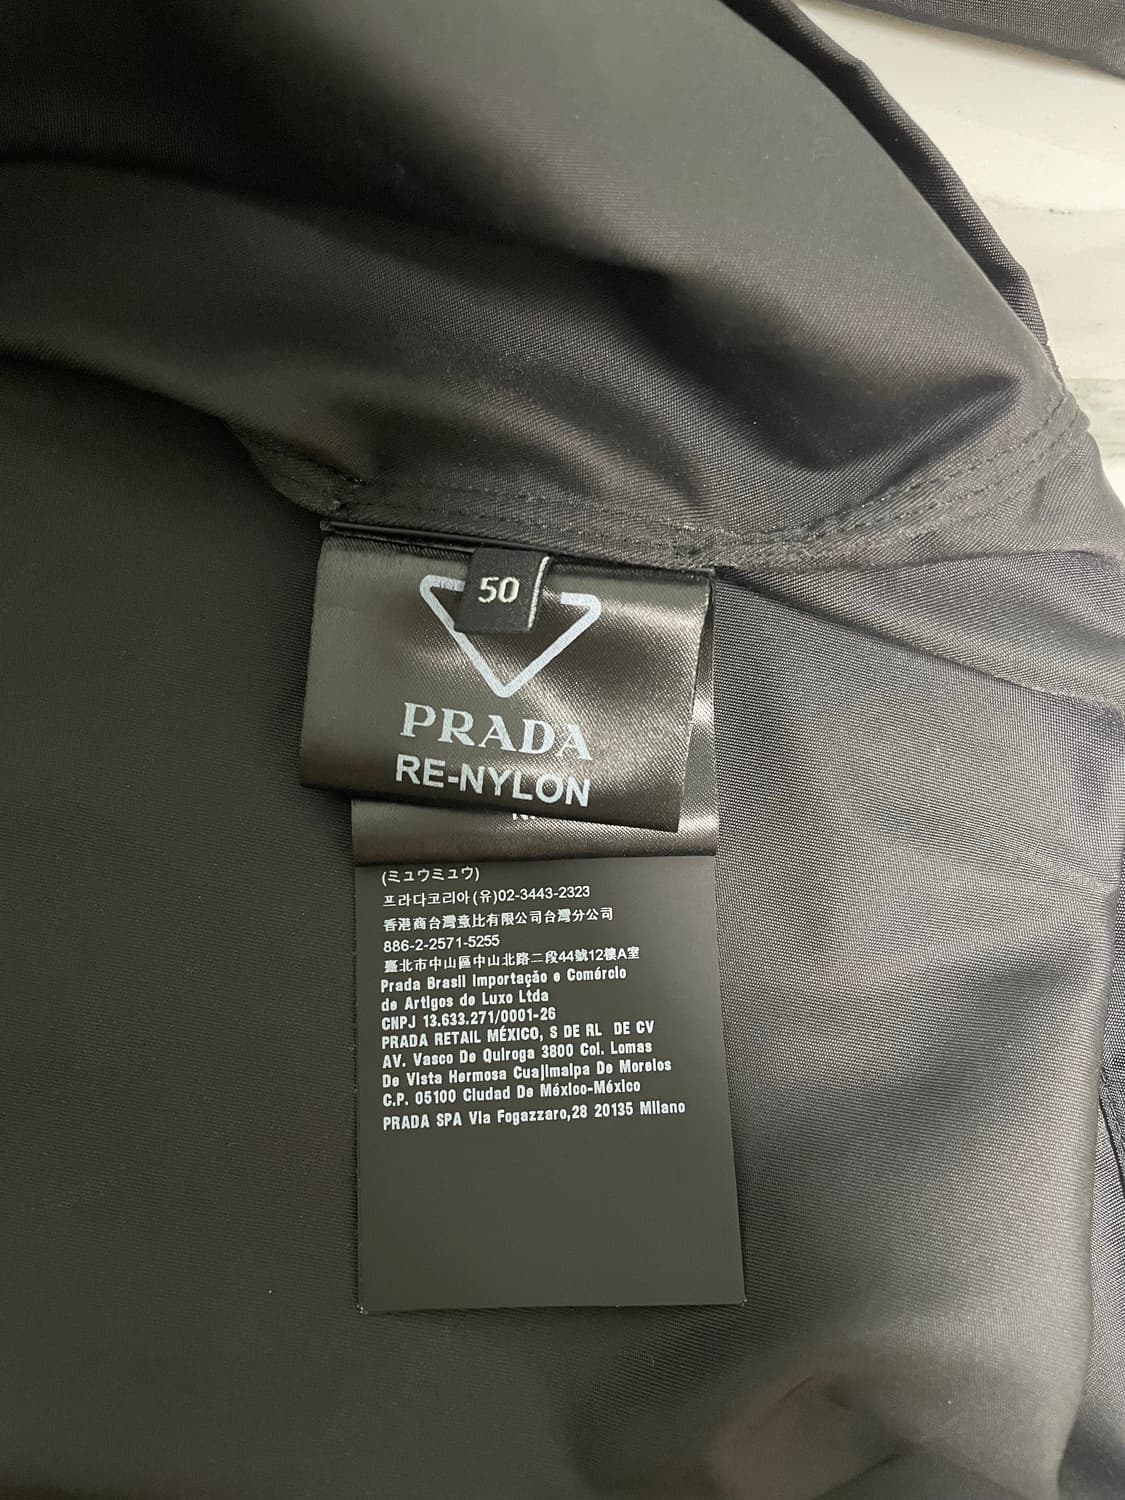 50
PRADA
RE-NYLON
(ミュウミュウ)
프라다코리아(유)02-3443-2323
香港商台灣意比有限公司台灣分公司
886-2-2571-5255
臺北市中山區中山北路二段44號12樓A室
Prada Brasil Importação e Comércio
de Artigos de Luxo Ltda
CNPJ 13.633.271/0001-26
PRADA RETAIL MÉXICO, S DE RL DE CV
AV. Vasco De Quiroga 3800 Col. Lomas
De Vista Hermosa Cuajimalpa De Morelos
C.P. 05100 Ciudad De México-México
PRADA SPA Via Fogazzaro,28 20135 Milano